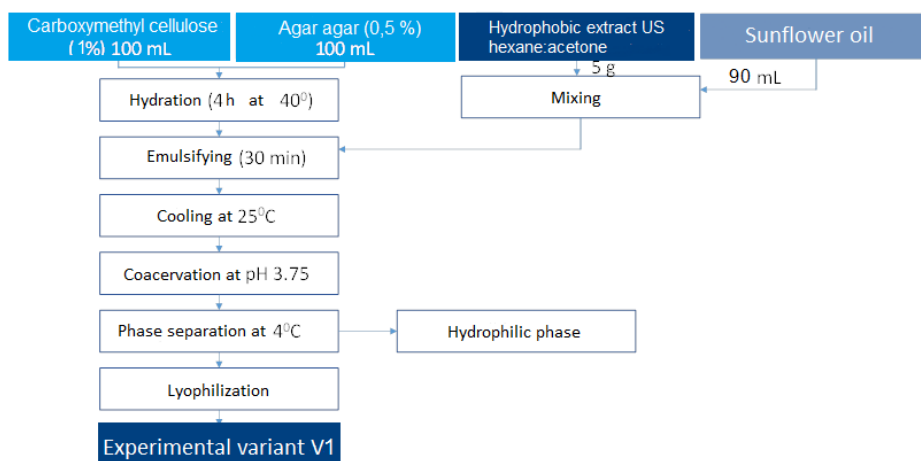 Carboxymethyl cellulose
(1%) 100 mL
Agar agar (0,5 %)
100 mL
Hydrophobic extract US
hexane:acetone
Sunflower oil
5 g
90 mL
Hydration (4h at 40⁰)
Mixing
Emulsifying (30 min)
Cooling at 25⁰C
Coacervation at pH 3.75
Phase separation at 4⁰C
Hydrophilic phase
Lyophilization
Experimental variant V1